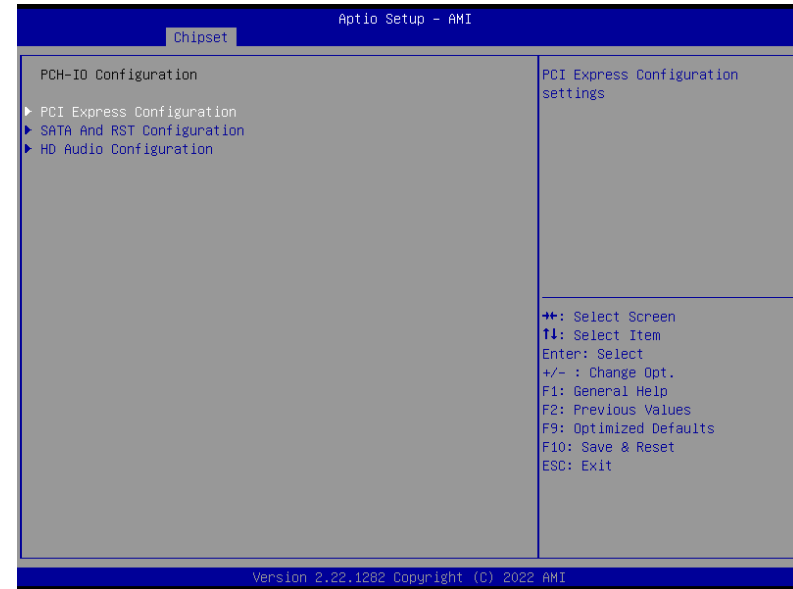 Aptio Setup – AMI
Chipset
PCH-IO Configuration
▶ PCI Express Configuration
▶ SATA And RST Configuration
▶ HD Audio Configuration
PCI Express Configuration
settings
→←: Select Screen
↑↓: Select Item
Enter: Select
+/- : Change Opt.
F1: General Help
F2: Previous Values
F9: Optimized Defaults
F10: Save & Reset
ESC: Exit
Version 2.22.1282 Copyright (C) 2022 AMI